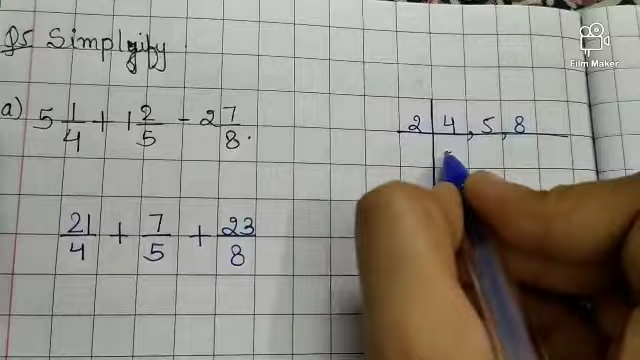 Q5 Simplgify
a) 5 1/4 + 1 2/5 - 2 7/8.
21/4 + 7/5 + 23/8
2 | 4, 5, 8
Film Maker